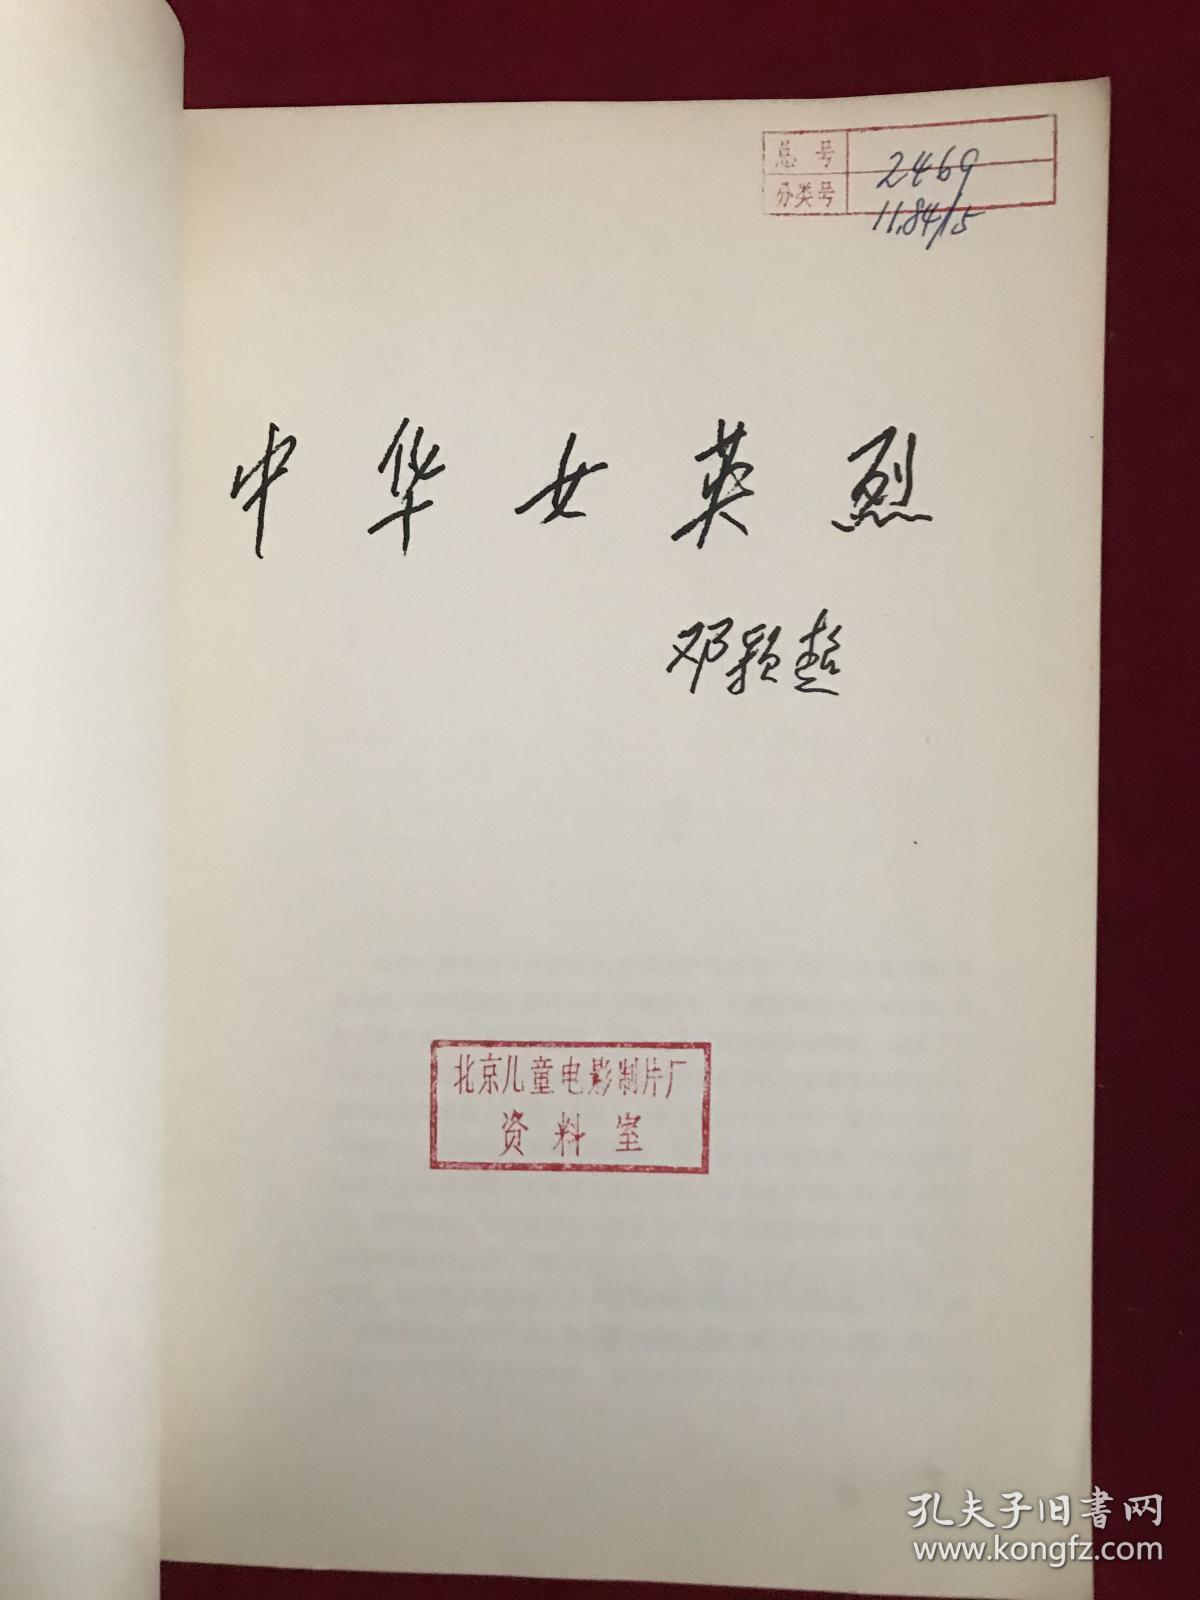 总号 2469
分类号 11.84/15
中华女英烈
邓颖超
北京儿童电影制片厂
资料室
孔夫子旧书网
www.kongfz.com